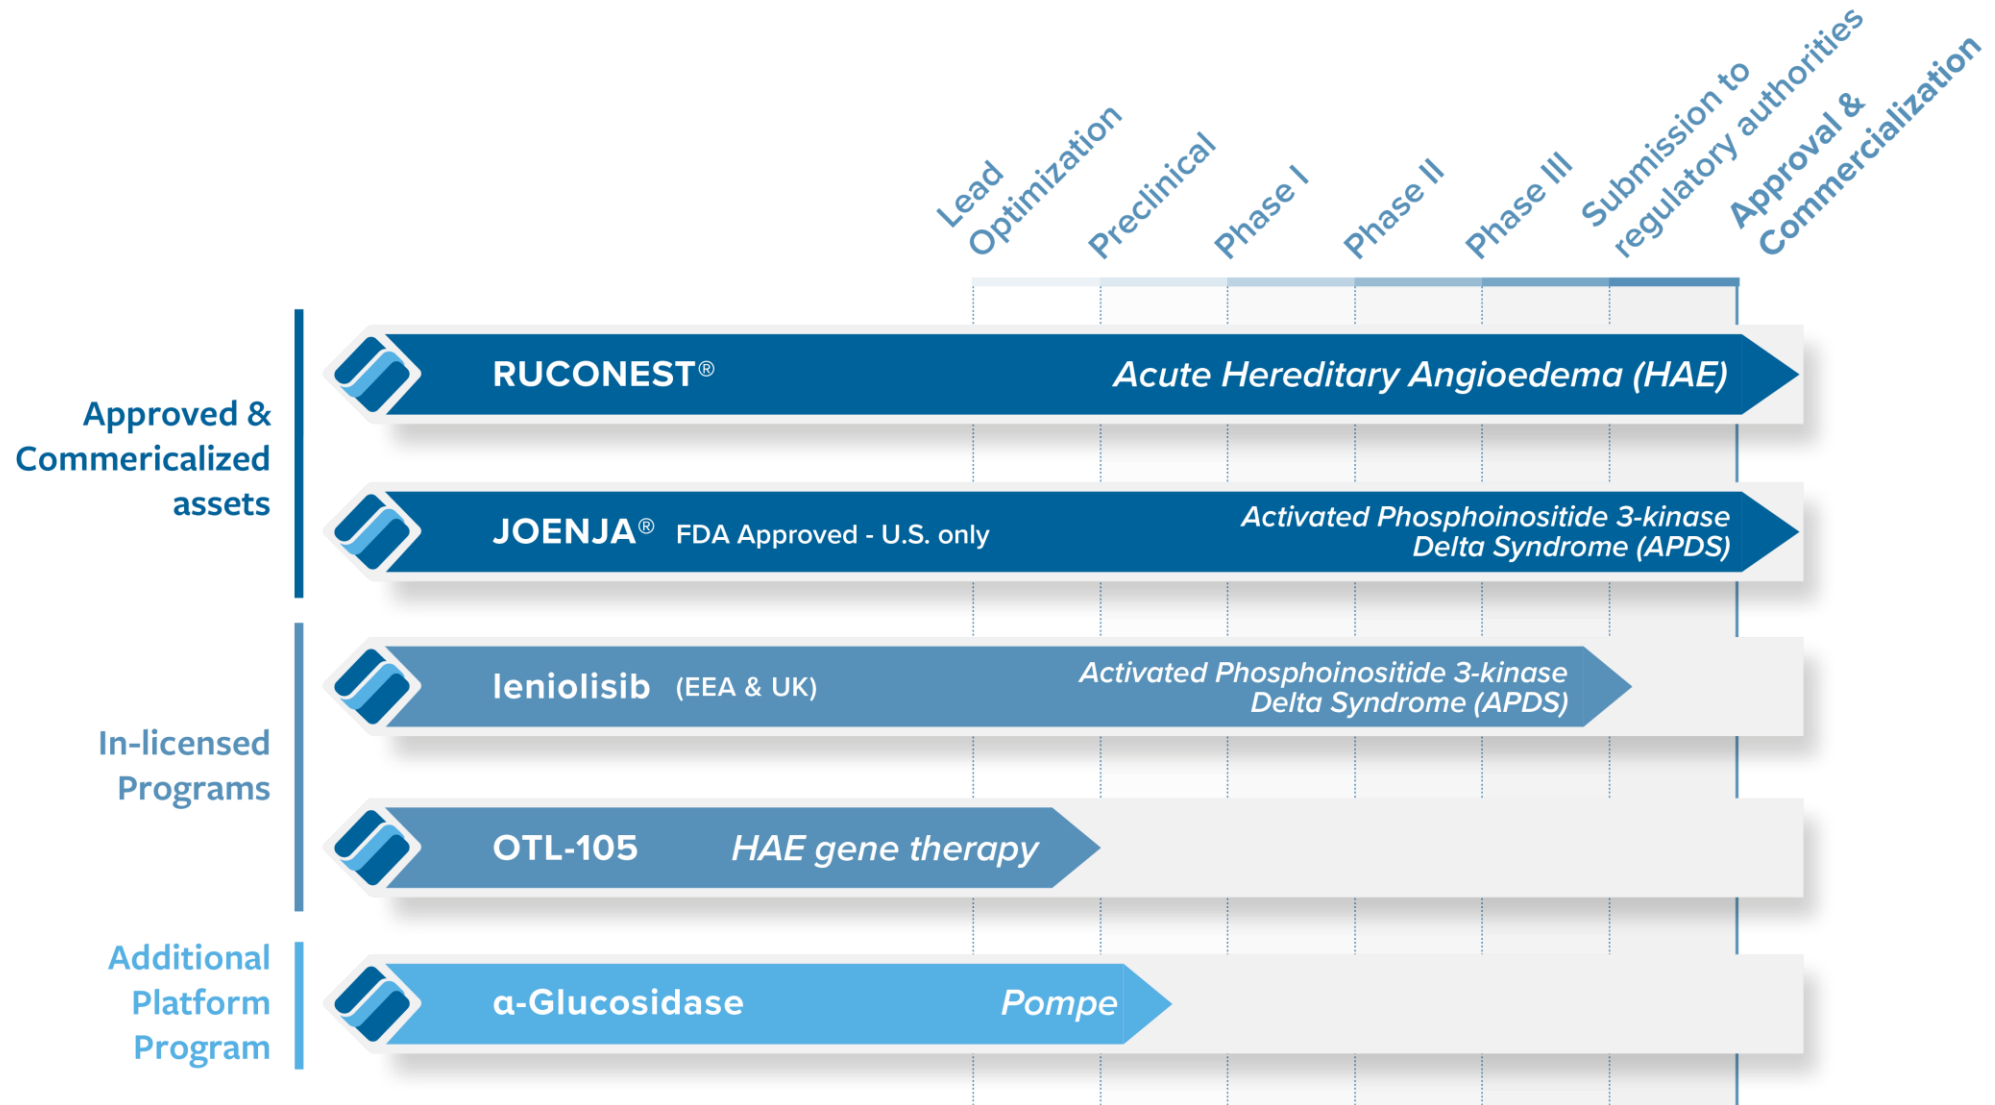 Lead
Optimization
Preclinical
Phase I
Phase II
Phase III
Submission to
regulatory authorities
Approval &
Commercialization
Approved &
Commericalized
assets
RUCONEST® Acute Hereditary Angioedema (HAE)
JOENJA® FDA Approved - U.S. only
Activated Phosphoinositide 3-kinase
Delta Syndrome (APDS)
In-licensed
Programs
leniolisib (EEA & UK)
Activated Phosphoinositide 3-kinase
Delta Syndrome (APDS)
OTL-105 HAE gene therapy
Additional
Platform
Program
α-Glucosidase Pompe